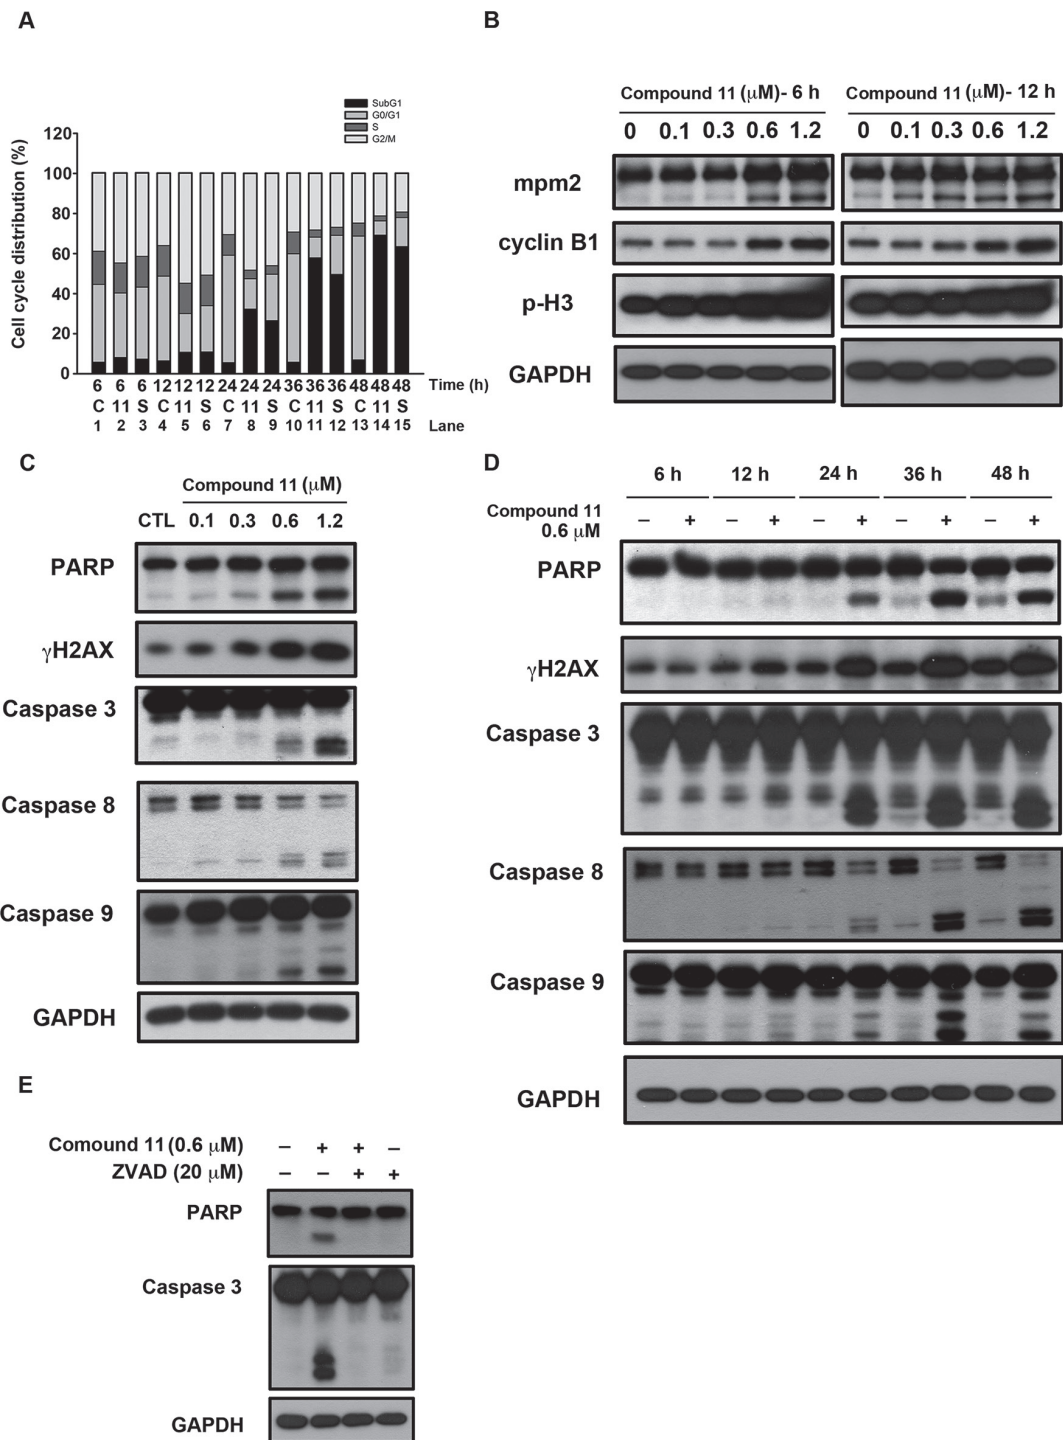 A
SubG1
G0/G1
S
G2/M
Cell cycle distribution (%)
120
100
80
60
40
20
0
6 6 6 12 12 12 24 24 24 36 36 36 48 48 48 Time (h)
C 11 S C 11 S C 11 S C 11 S C 11 S
1 2 3 4 5 6 7 8 9 10 11 12 13 14 15 Lane
B
Compound 11 (μM)- 6 h Compound 11 (μM)- 12 h
0 0.1 0.3 0.6 1.2 0 0.1 0.3 0.6 1.2
mpm2
cyclin B1
p-H3
GAPDH
C
Compound 11 (μM)
CTL 0.1 0.3 0.6 1.2
PARP
γH2AX
Caspase 3
Caspase 8
Caspase 9
GAPDH
D
6 h 12 h 24 h 36 h 48 h
Compound 11
0.6 μM
– + – + – + – + – +
PARP
γH2AX
Caspase 3
Caspase 8
Caspase 9
GAPDH
E
Comound 11 (0.6 μM) – + + –
ZVAD (20 μM) – – + +
PARP
Caspase 3
GAPDH